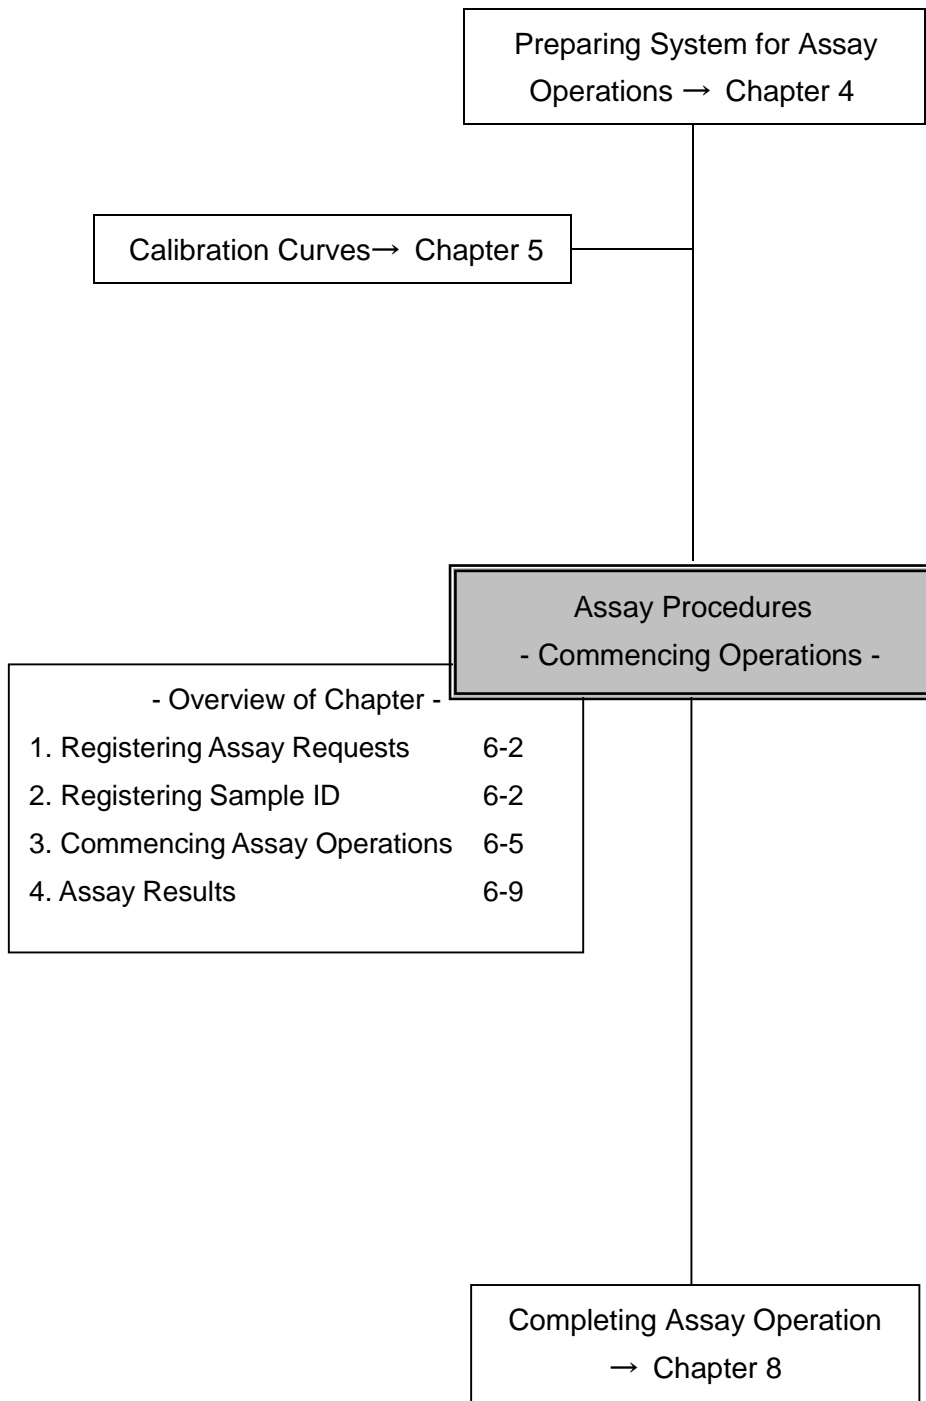 Preparing System for Assay
Operations → Chapter 4
Calibration Curves→ Chapter 5
Assay Procedures
- Commencing Operations -
- Overview of Chapter -
1. Registering Assay Requests 6-2
2. Registering Sample ID 6-2
3. Commencing Assay Operations 6-5
4. Assay Results 6-9
Completing Assay Operation
→ Chapter 8